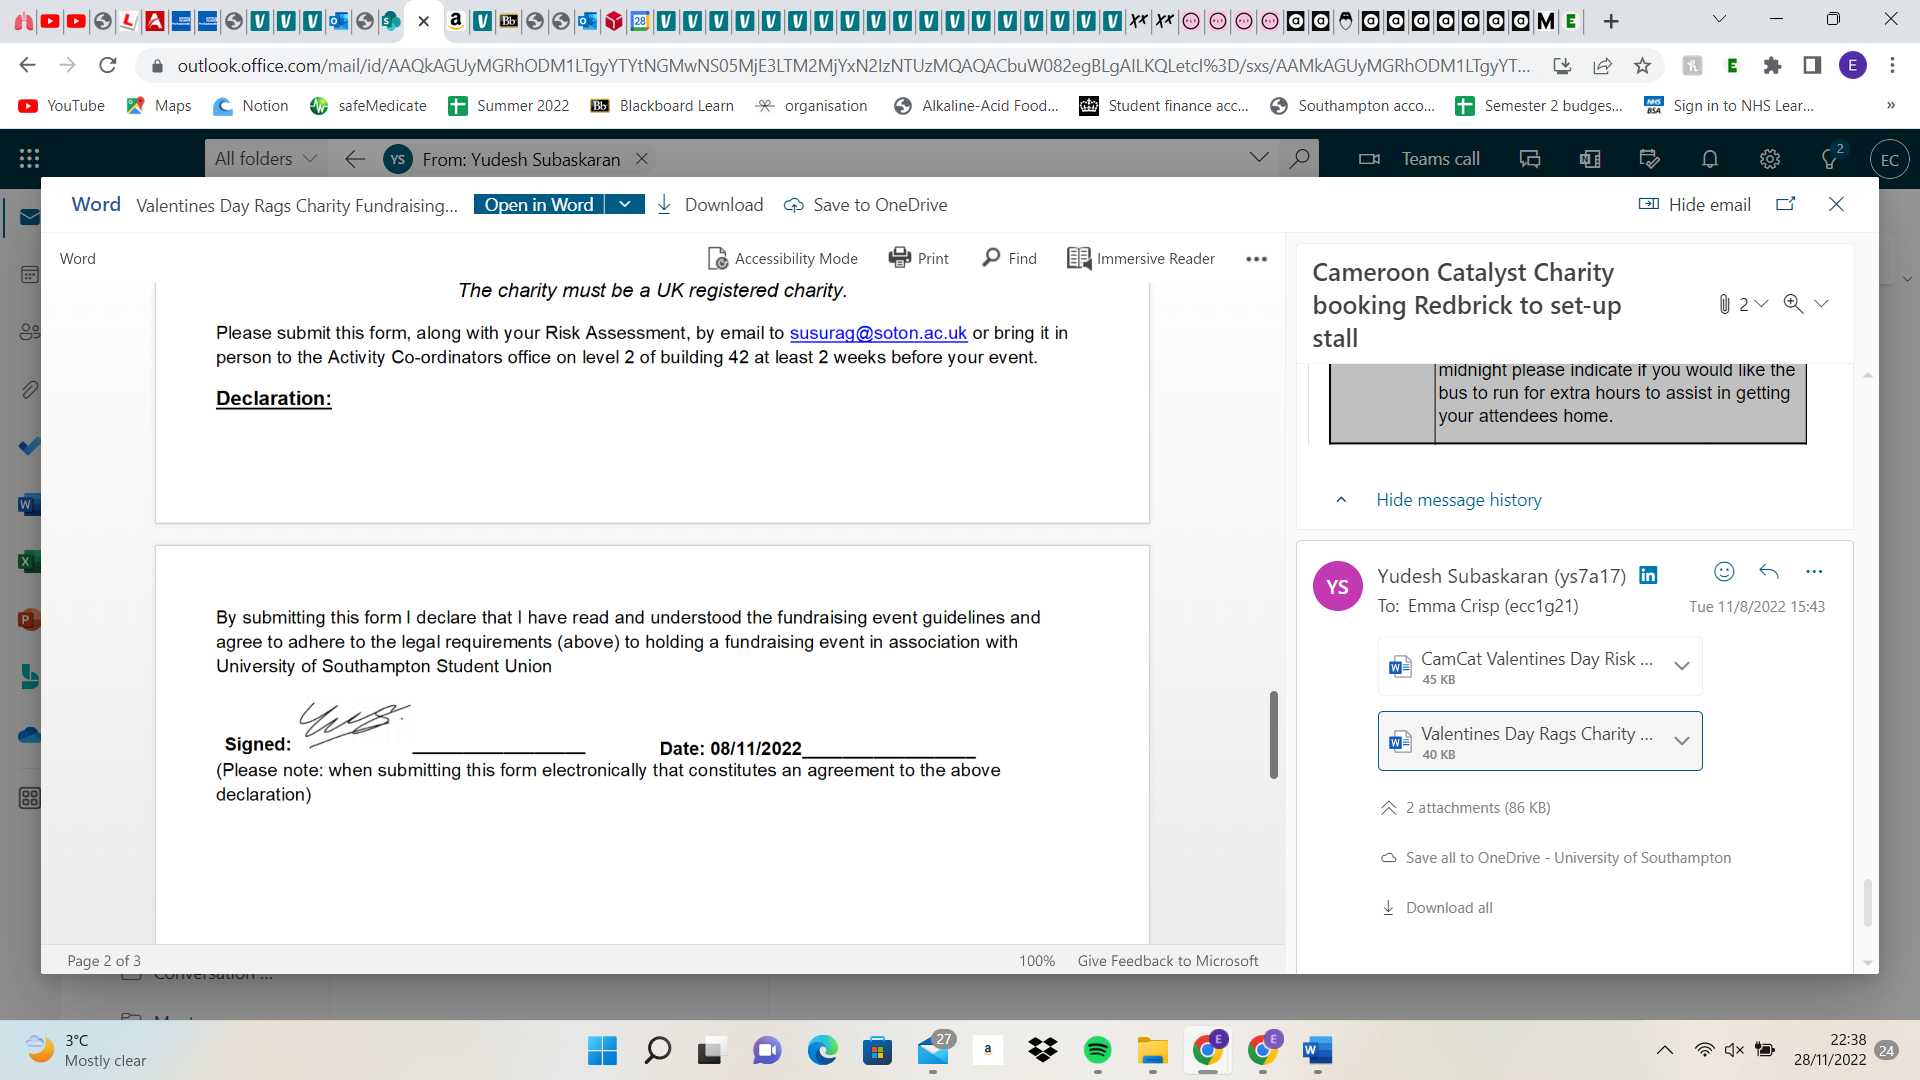 outlook.office.com/mail/id/AAQkAGUyMGRhODM1LTgyYTYtNGMwNS05MjE3LTM2MjYxN2IzNTUzMQAQACbuW082egBLgAILKQLetcI%3D/sxs/AAMkAGUyMGRhODM1LTgyYT...
E
YouTube Maps Notion safeMedicate Summer 2022 Blackboard Learn organisation Alkaline-Acid Food... Student finance acc... Southampton acco... Semester 2 budges... Sign in to NHS Lear... »
All folders YS From: Yudesh Subaskaran Teams call 2 EC
Word Valentines Day Rags Charity Fundraising... Open in Word Download Save to OneDrive Hide email
Word Accessibility Mode Print Find Immersive Reader
The charity must be a UK registered charity.
Please submit this form, along with your Risk Assessment, by email to susurag@soton.ac.uk or bring it in
person to the Activity Co-ordinators office on level 2 of building 42 at least 2 weeks before your event.
Declaration:
By submitting this form I declare that I have read and understood the fundraising event guidelines and
agree to adhere to the legal requirements (above) to holding a fundraising event in association with
University of Southampton Student Union
Signed: _________________ Date: 08/11/2022_________________
(Please note: when submitting this form electronically that constitutes an agreement to the above
declaration)
Page 2 of 3 100% Give Feedback to Microsoft
Cameroon Catalyst Charity
booking Redbrick to set-up
stall
2
midnight please indicate if you would like the
bus to run for extra hours to assist in getting
your attendees home.
Hide message history
YS Yudesh Subaskaran (ys7a17)
To: Emma Crisp (ecc1g21) Tue 11/8/2022 15:43
CamCat Valentines Day Risk ...
45 KB
Valentines Day Rags Charity ...
40 KB
2 attachments (86 KB)
Save all to OneDrive - University of Southampton
Download all
3°C
Mostly clear
27
22:38
28/11/2022
24